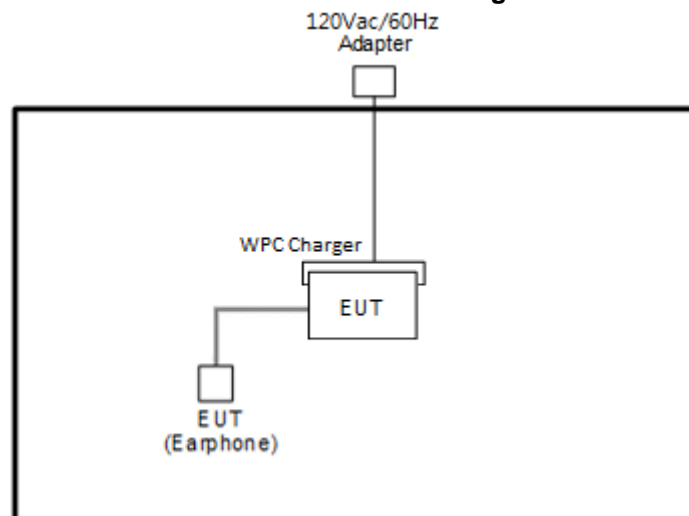 120Vac/60Hz
Adapter
WPC Charger
EUT
EUT
(Earphone)